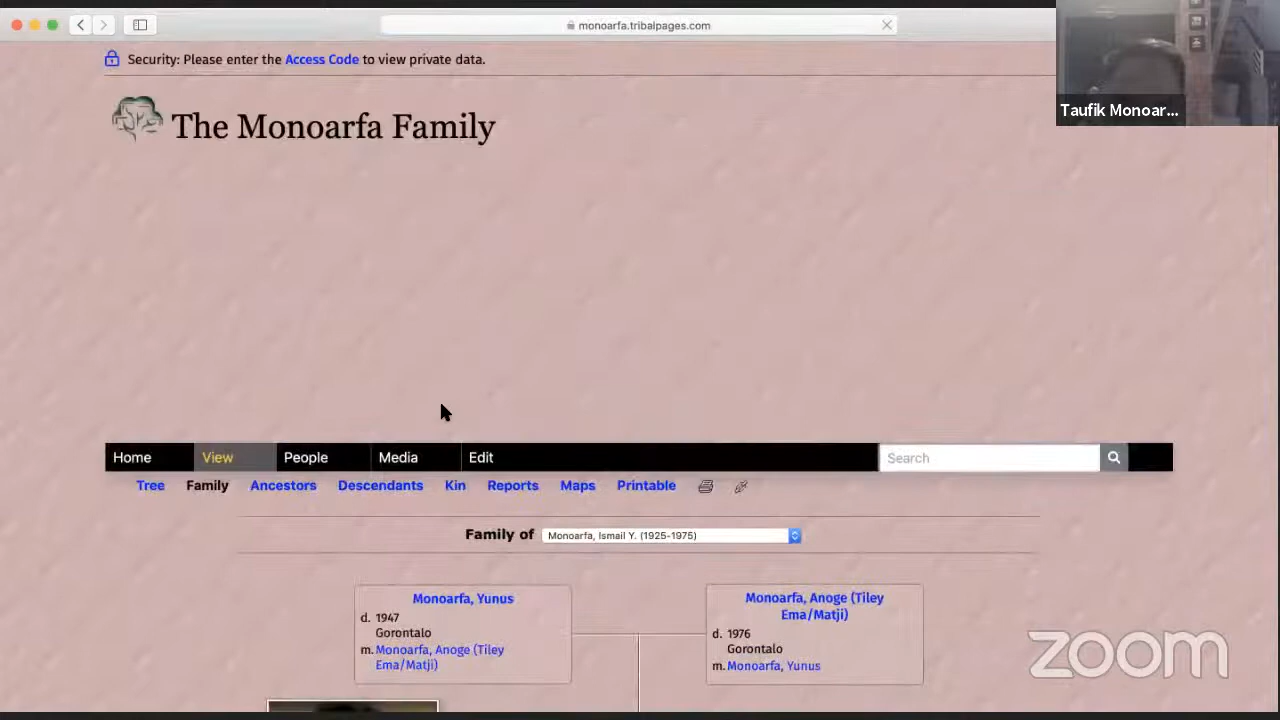 monoarfa.tribalpages.com
Security: Please enter the Access Code to view private data.
Taufik Monoar...
The Monoarfa Family
Home View People Media Edit Search
Tree Family Ancestors Descendants Kin Reports Maps Printable
Family of Monoarfa, Ismail Y. (1925-1975)
Monoarfa, Yunus
d. 1947
Gorontalo
m. Monoarfa, Anoge (Tiley
Ema/Matji)
Monoarfa, Anoge (Tiley
Ema/Matji)
d. 1976
Gorontalo
m. Monoarfa, Yunus
zoom